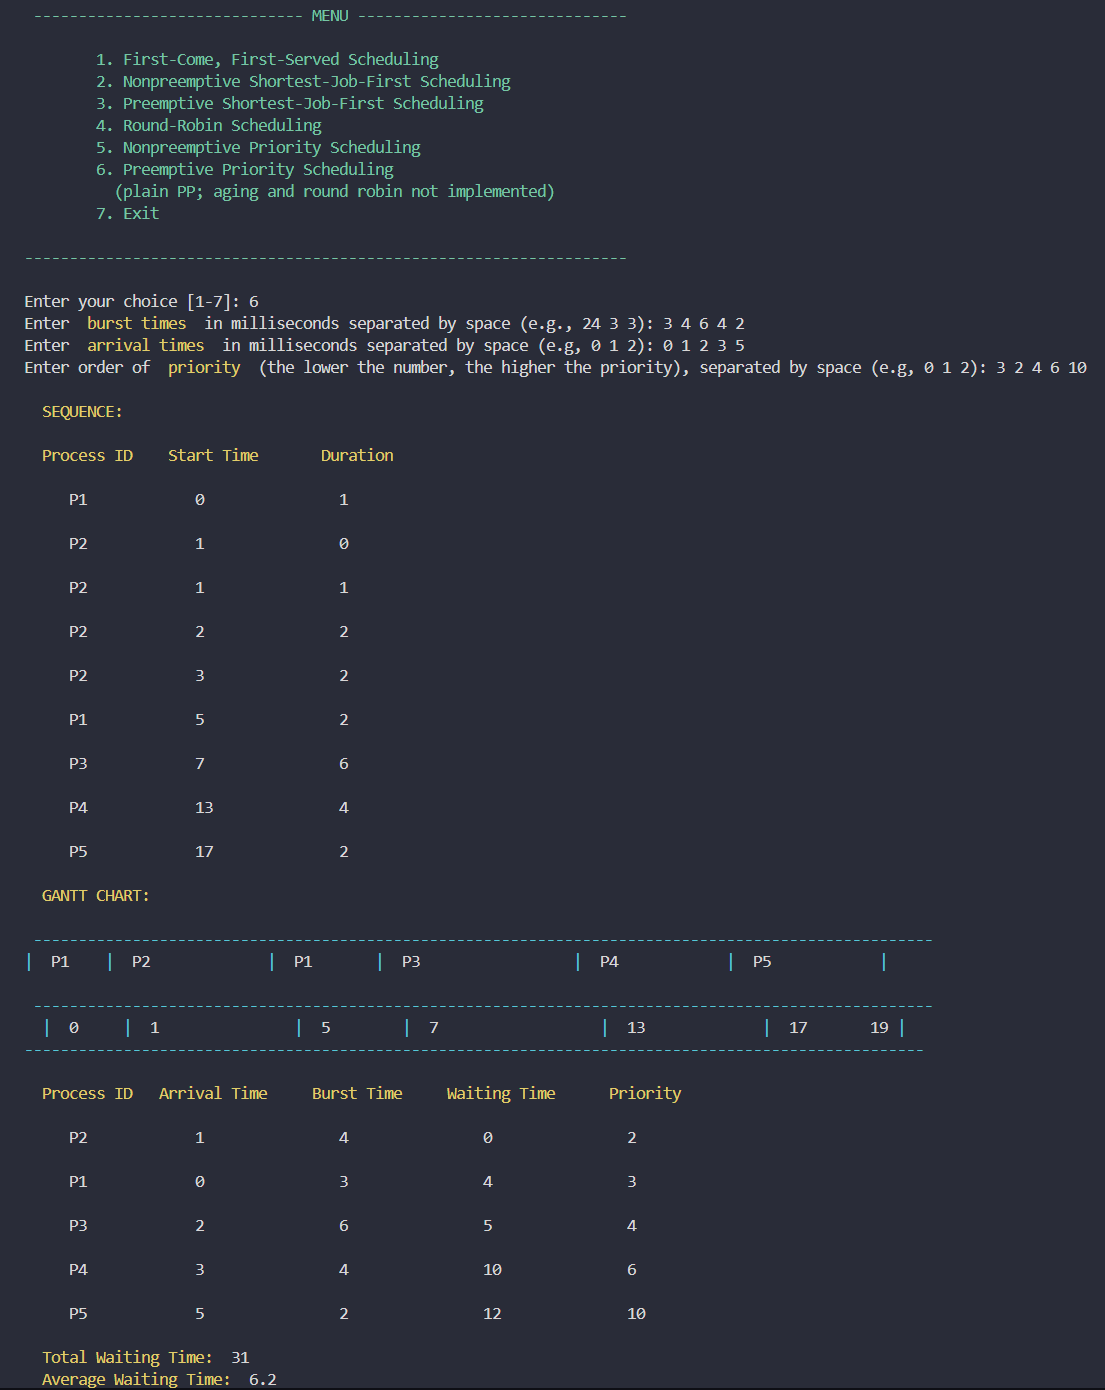 ------------------------------ MENU ------------------------------
1. First-Come, First-Served Scheduling
2. Nonpreemptive Shortest-Job-First Scheduling
3. Preemptive Shortest-Job-First Scheduling
4. Round-Robin Scheduling
5. Nonpreemptive Priority Scheduling
6. Preemptive Priority Scheduling
(plain PP; aging and round robin not implemented)
7. Exit
-------------------------------------------------------------------
Enter your choice [1-7]: 6
Enter  burst times  in milliseconds separated by space (e.g., 24 3 3): 3 4 6 4 2
Enter  arrival times  in milliseconds separated by space (e.g, 0 1 2): 0 1 2 3 5
Enter order of  priority  (the lower the number, the higher the priority), separated by space (e.g, 0 1 2): 3 2 4 6 10
SEQUENCE:
Process ID    Start Time       Duration
P1            0               1
P2            1               0
P2            1               1
P2            2               2
P2            3               2
P1            5               2
P3            7               6
P4            13              4
P5            17              2
GANTT CHART:
----------------------------------------------------------------------------------------------------
|  P1    |  P2             |  P1       |  P3                 |  P4            |  P5            |
----------------------------------------------------------------------------------------------------
|  0     |  1               |  5        |  7                  |  13             |  17       19 |
----------------------------------------------------------------------------------------------------
Process ID   Arrival Time     Burst Time     Waiting Time      Priority
P2            1               4               0               2
P1            0               3               4               3
P3            2               6               5               4
P4            3               4               10              6
P5            5               2               12              10
Total Waiting Time:  31
Average Waiting Time:  6.2